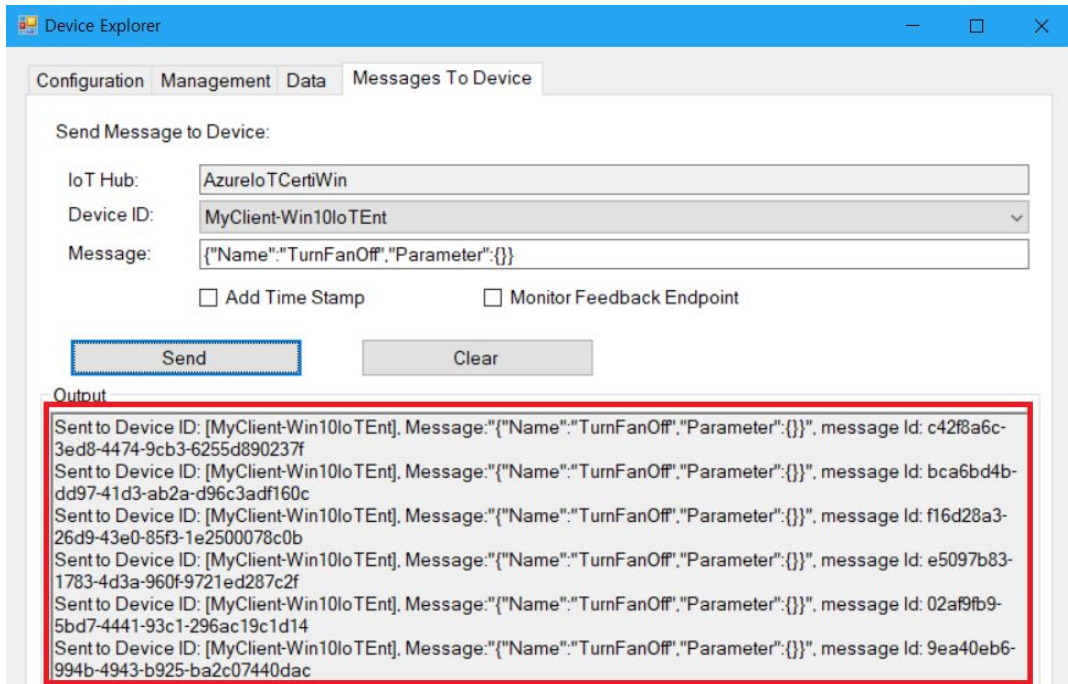 Device Explorer
Configuration Management Data Messages To Device
Send Message to Device:
IoT Hub: AzureIoTCertiWin
Device ID: MyClient-Win10IoTEnt
Message: {"Name":"TurnFanOff","Parameter":{}}
Add Time Stamp Monitor Feedback Endpoint
Send Clear
Output
Sent to Device ID: [MyClient-Win10IoTEnt], Message:"{"Name":"TurnFanOff","Parameter":{}}", message Id: c42f8a6c-
3ed8-4474-9cb3-6255d890237f
Sent to Device ID: [MyClient-Win10IoTEnt], Message:"{"Name":"TurnFanOff","Parameter":{}}", message Id: bca6bd4b-
dd97-41d3-ab2a-d96c3adf160c
Sent to Device ID: [MyClient-Win10IoTEnt], Message:"{"Name":"TurnFanOff","Parameter":{}}", message Id: f16d28a3-
26d9-43e0-85f3-1e2500078c0b
Sent to Device ID: [MyClient-Win10IoTEnt], Message:"{"Name":"TurnFanOff","Parameter":{}}", message Id: e5097b83-
1783-4d3a-960f-9721ed287c2f
Sent to Device ID: [MyClient-Win10IoTEnt], Message:"{"Name":"TurnFanOff","Parameter":{}}", message Id: 02af9fb9-
5bd7-4441-93c1-296ac19c1d14
Sent to Device ID: [MyClient-Win10IoTEnt], Message:"{"Name":"TurnFanOff","Parameter":{}}", message Id: 9ea40eb6-
994b-4943-b925-ba2c07440dac